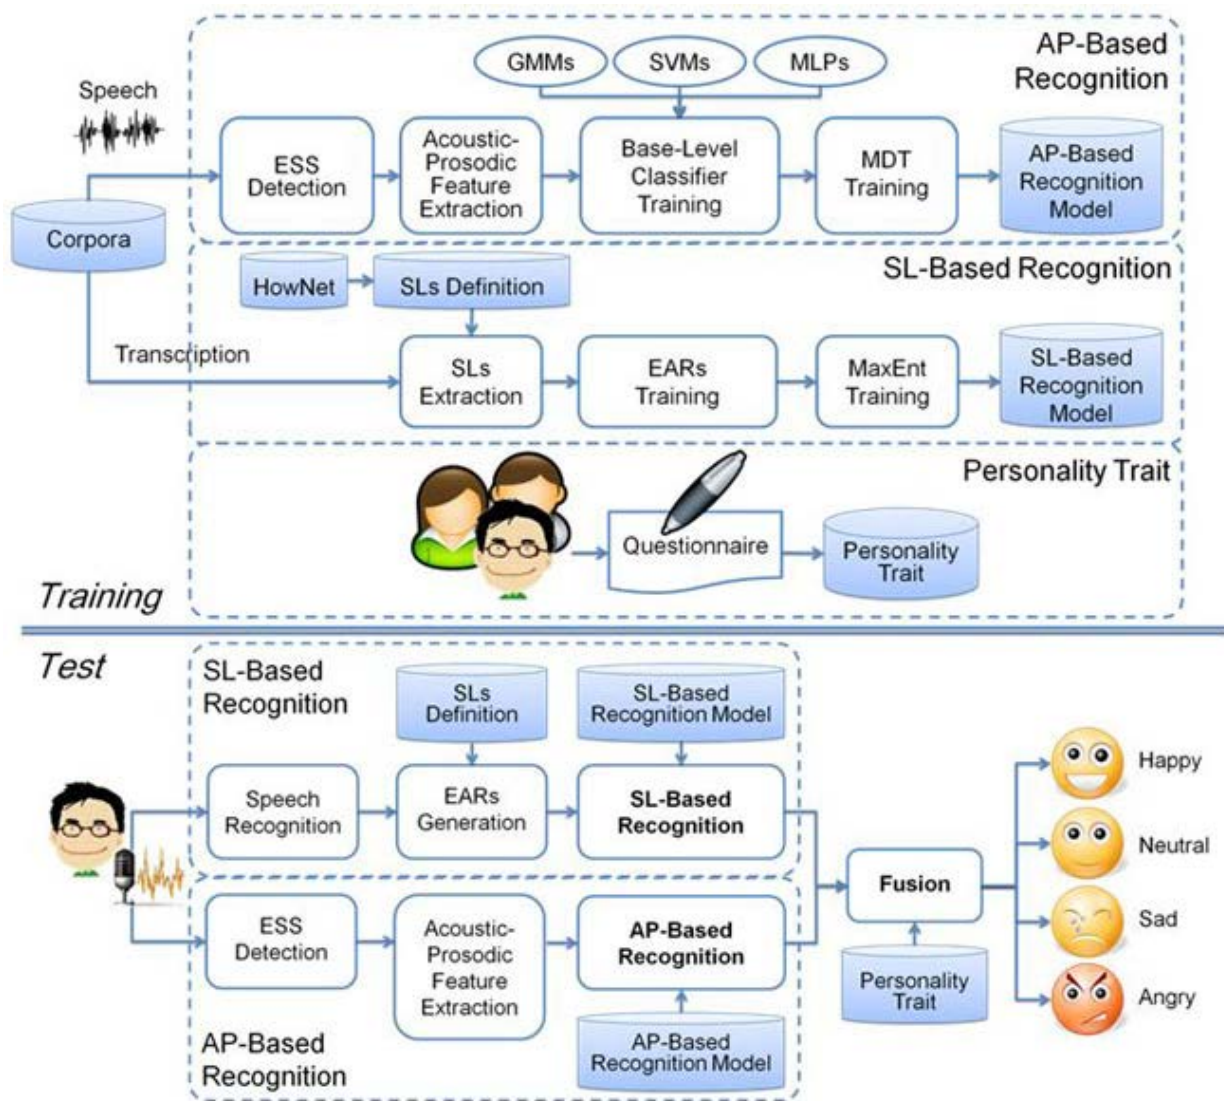 GMMs
SVMs
MLPs
AP-Based
Recognition
Speech
ESS
Detection
Acoustic-
Prosodic
Feature
Extraction
Base-Level
Classifier
Training
MDT
Training
AP-Based
Recognition
Model
Corpora
SL-Based Recognition
HowNet
SLs Definition
Transcription
SLs
Extraction
EARs
Training
MaxEnt
Training
SL-Based
Recognition
Model
Personality Trait
Questionnaire
Personality
Trait
Training
Test
SL-Based
Recognition
SLs
Definition
SL-Based
Recognition Model
Speech
Recognition
EARs
Generation
SL-Based
Recognition
Happy
Neutral
Fusion
Sad
Angry
ESS
Detection
Acoustic-
Prosodic
Feature
Extraction
AP-Based
Recognition
Personality
Trait
AP-Based
Recognition
AP-Based
Recognition Model